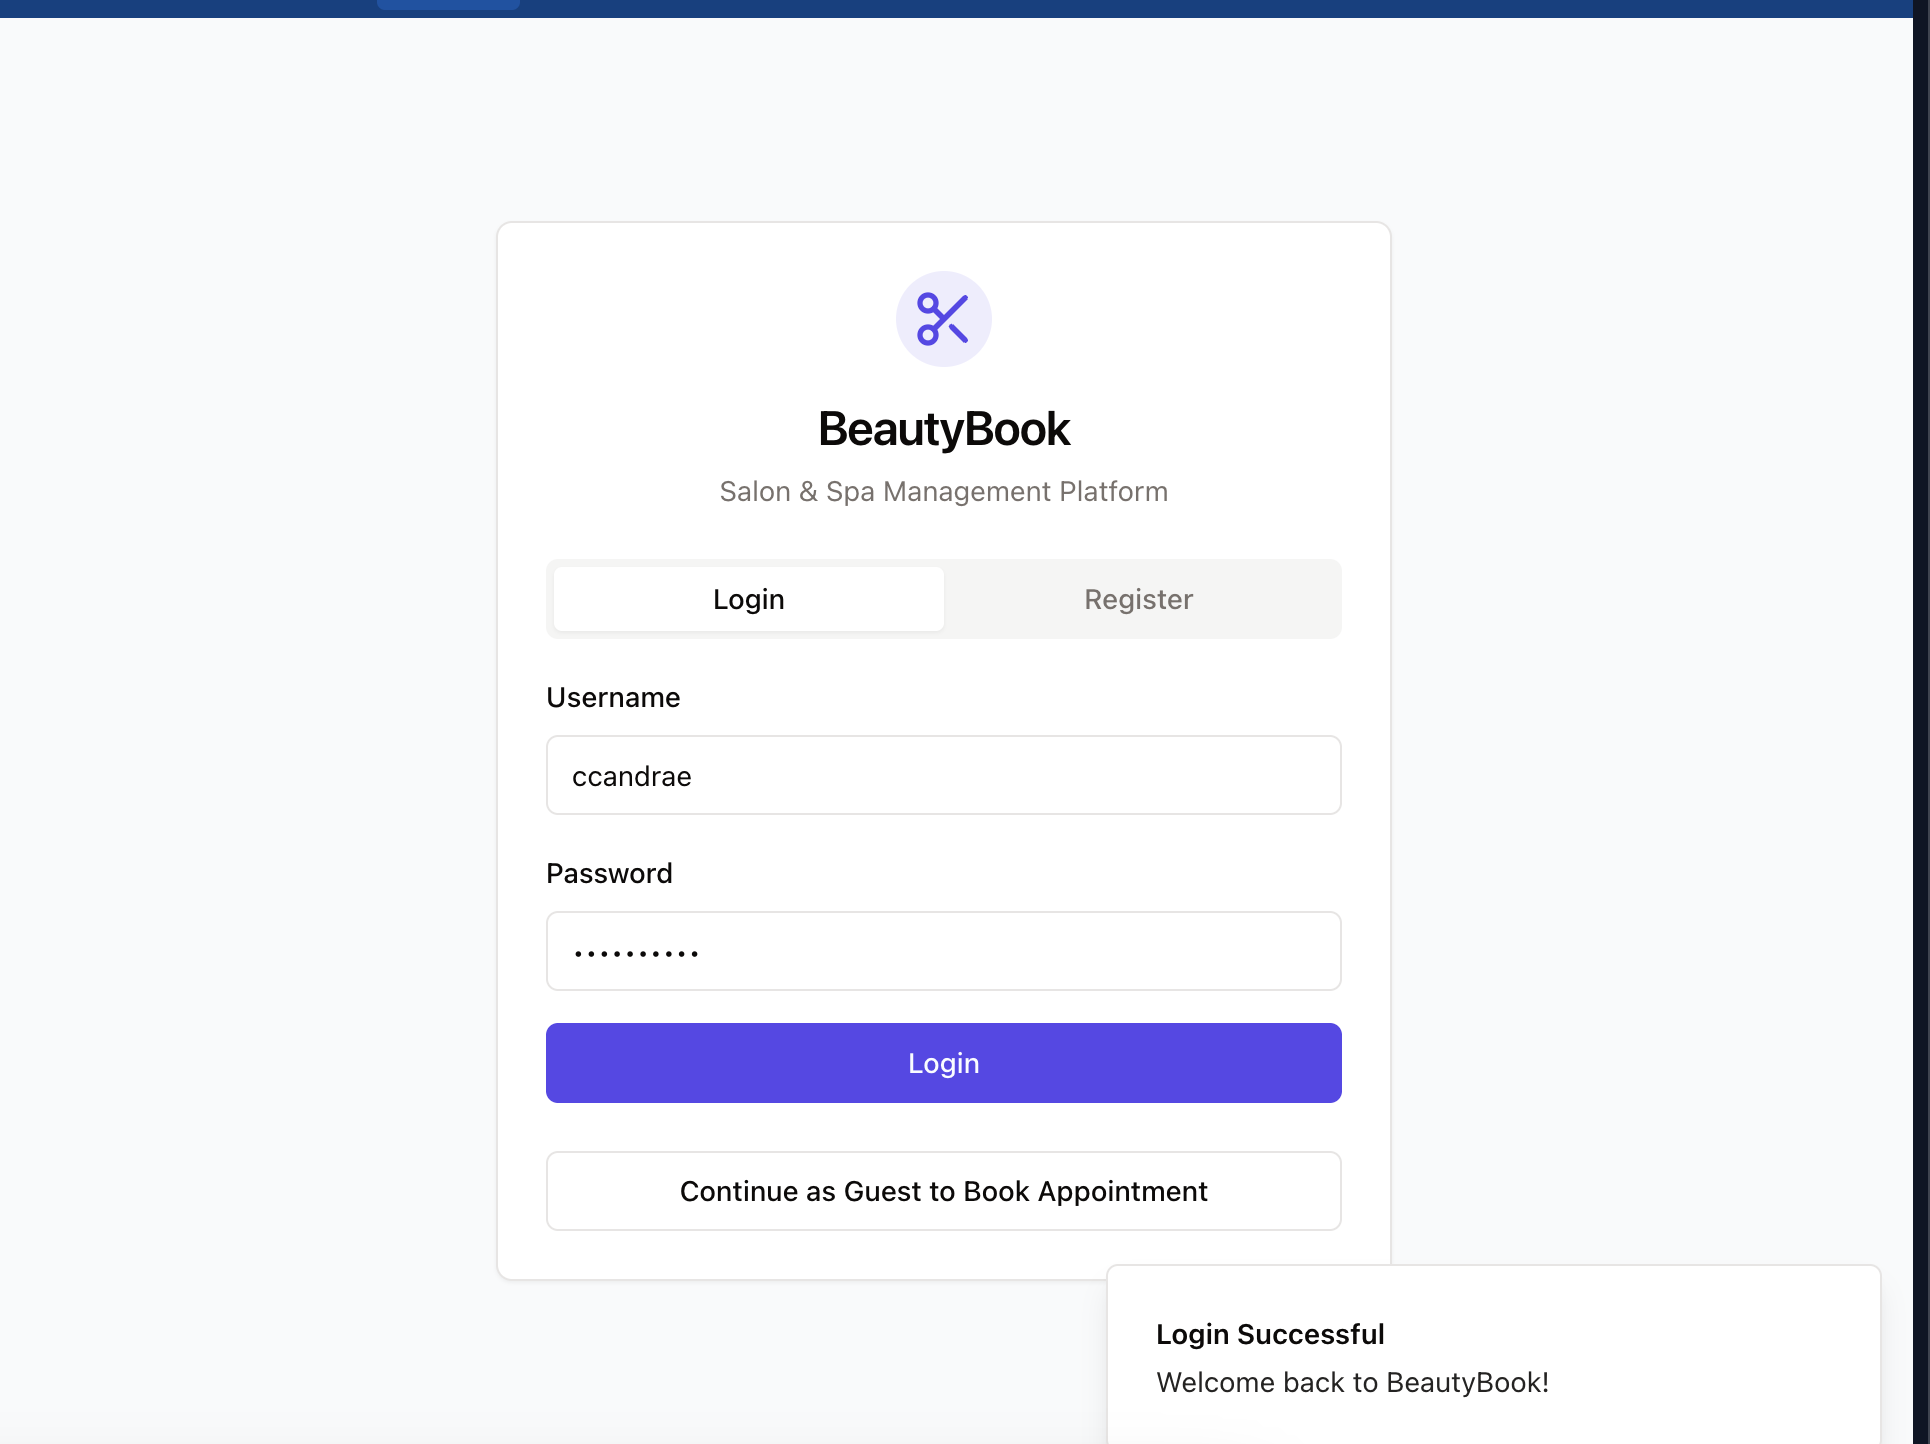 BeautyBook
Salon & Spa Management Platform
Login
Register
Username
ccandrae
Password
••••••••••
Login
Continue as Guest to Book Appointment
Login Successful
Welcome back to BeautyBook!